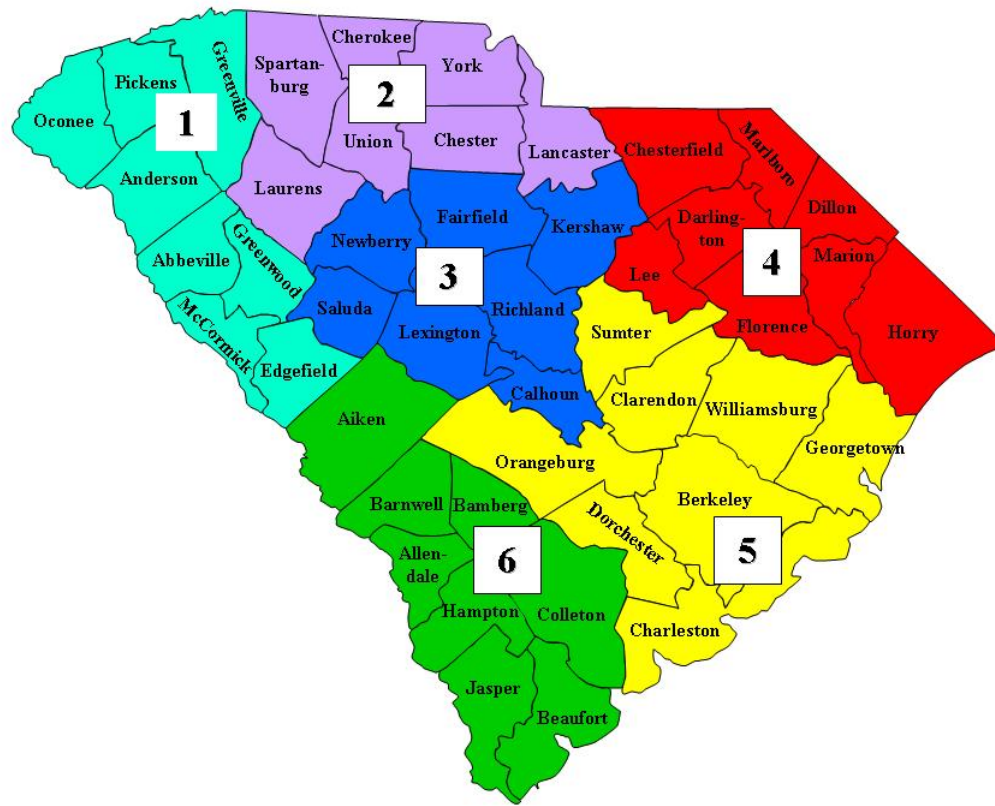 Cherokee
Spartan-
burg
York
Greenville
Pickens
Oconee
1
2
Union
Chester
Lancaster
Chesterfield
Marlboro
Anderson
Laurens
Dillon
Darling-
ton
Fairfield
Kershaw
Newberry
Greenwood
Abbeville
3
4
Marion
Lee
Saluda
Richland
Lexington
Sumter
Florence
Horry
McCormick
Edgefield
Calhoun
Clarendon
Williamsburg
Aiken
Georgetown
Orangeburg
Barnwell
Bamberg
Berkeley
Dorchester
Allen-
dale
6
5
Hampton
Colleton
Charleston
Jasper
Beaufort